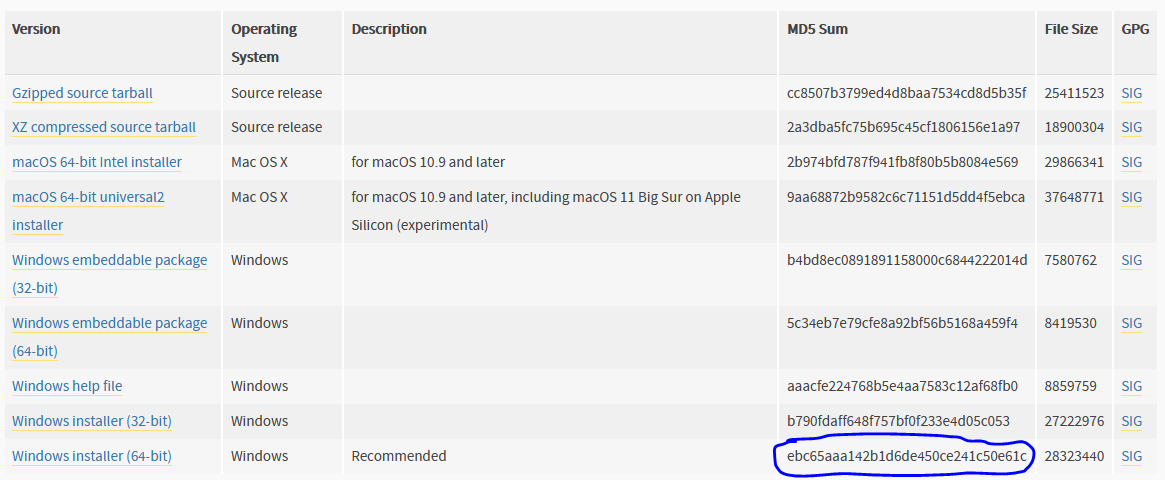 Version Operating System Description MD5 Sum File Size GPG
Gzipped source tarball Source release cc8507b3799ed4d8baa7534cd8d5b35f 25411523 SIG
XZ compressed source tarball Source release 2a3dba5fc75b695c45cf1806156e1a97 18900304 SIG
macOS 64-bit Intel installer Mac OS X for macOS 10.9 and later 2b974bfd787f941fb8f80b5b8084e569 29866341 SIG
macOS 64-bit universal2 installer Mac OS X for macOS 10.9 and later, including macOS 11 Big Sur on Apple Silicon (experimental) 9aa68872b9582c6c71151d5dd4f5ebca 37648771 SIG
Windows embeddable package (32-bit) Windows b4bd8ec0891891158000c6844222014d 7580762 SIG
Windows embeddable package (64-bit) Windows 5c34eb7e79cfe8a92bf56b5168a459f4 8419530 SIG
Windows help file Windows aaacfe224768b5e4aa7583c12af68fb0 8859759 SIG
Windows installer (32-bit) Windows b790fdaff648f757bf0f233e4d05c053 27222976 SIG
Windows installer (64-bit) Windows Recommended ebc65aaa142b1d6de450ce241c50e61c 28323440 SIG